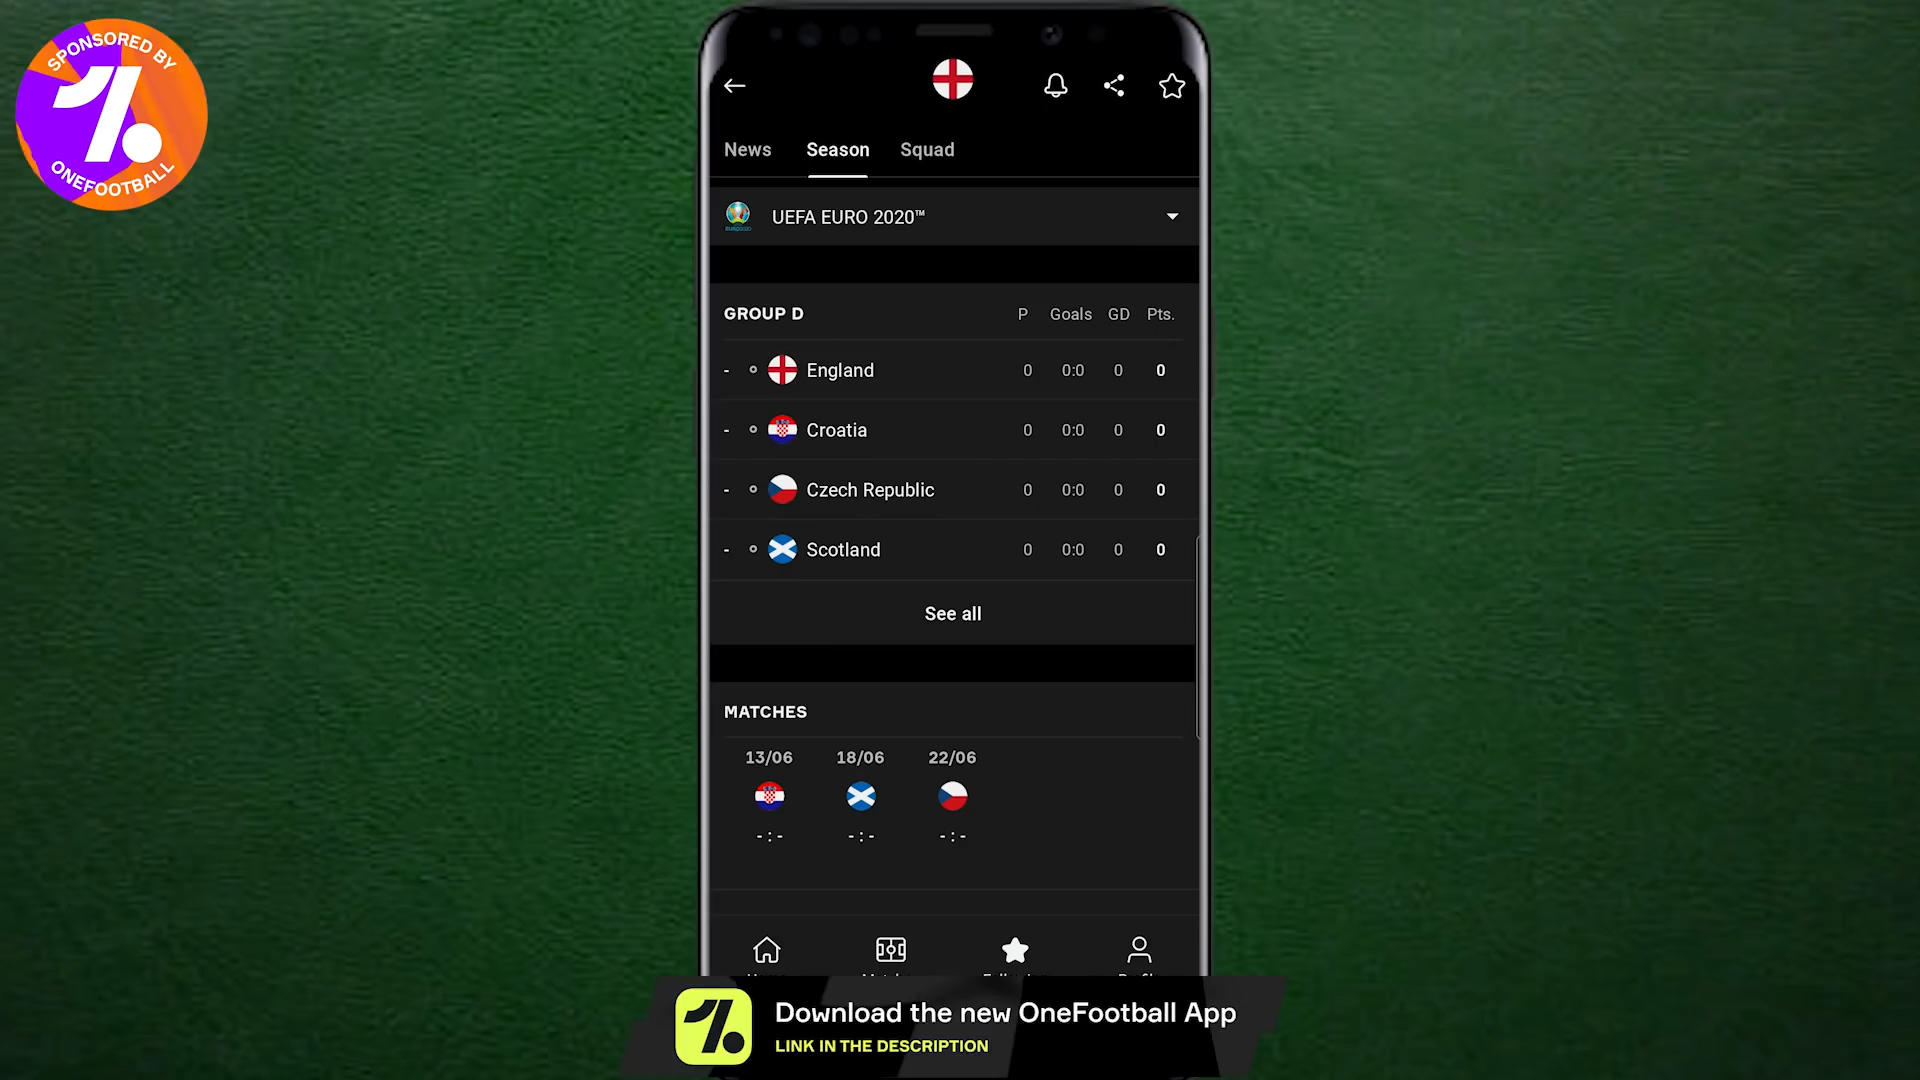 SPONSORED BY
ONEFOOTBALL
News Season Squad
UEFA EURO 2020™
GROUP D P Goals GD Pts.
- England 0 0:0 0 0
- Croatia 0 0:0 0 0
- Czech Republic 0 0:0 0 0
- Scotland 0 0:0 0 0
See all
MATCHES
13/06 18/06 22/06
-:- -:- -:-
Download the new OneFootball App
LINK IN THE DESCRIPTION